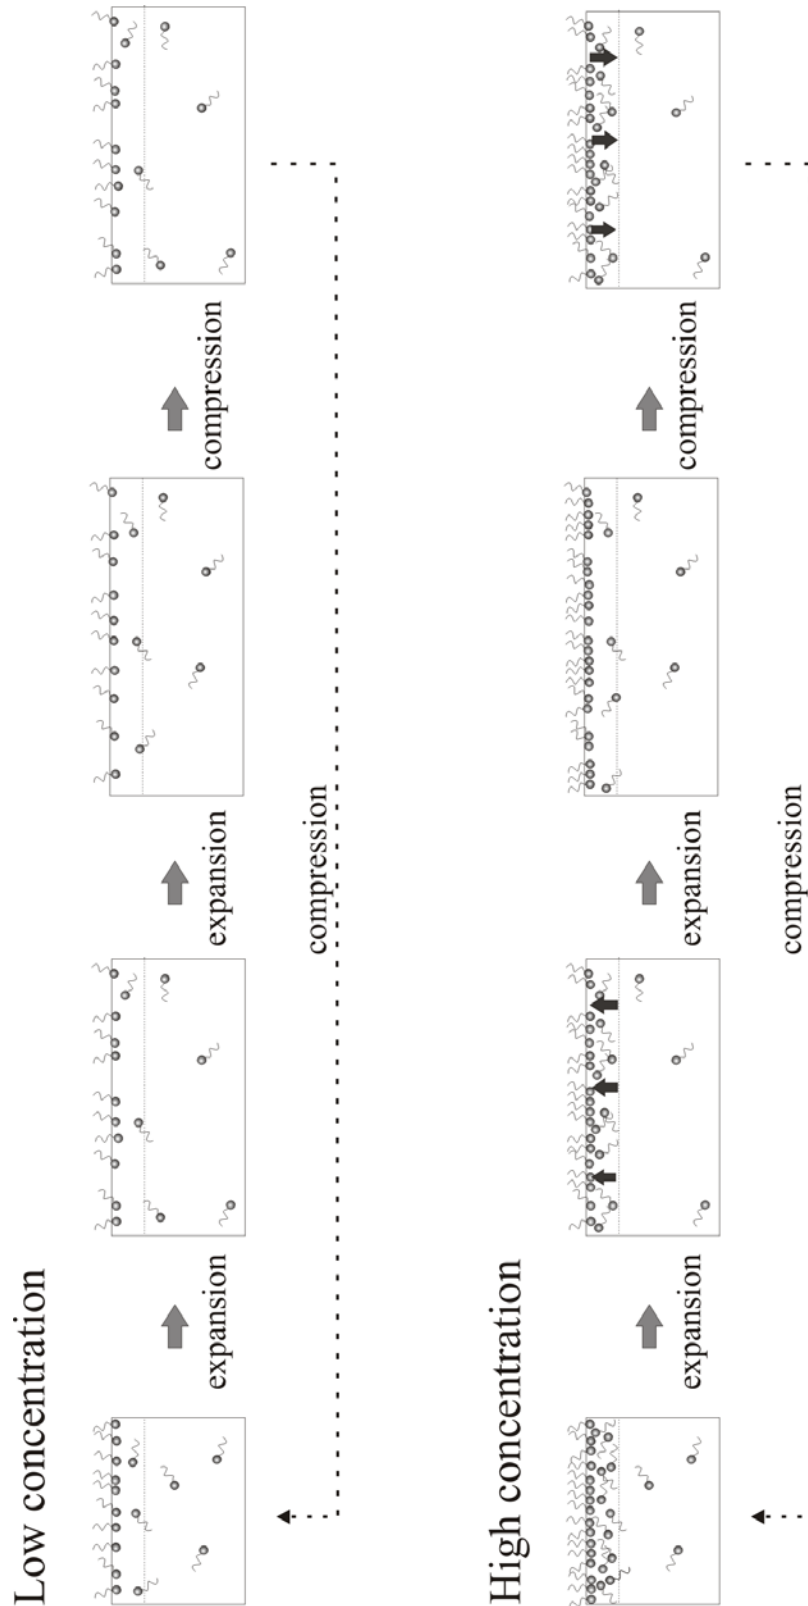 Low concentration
expansion
expansion
compression
compression
High concentration
expansion
expansion
compression
compression